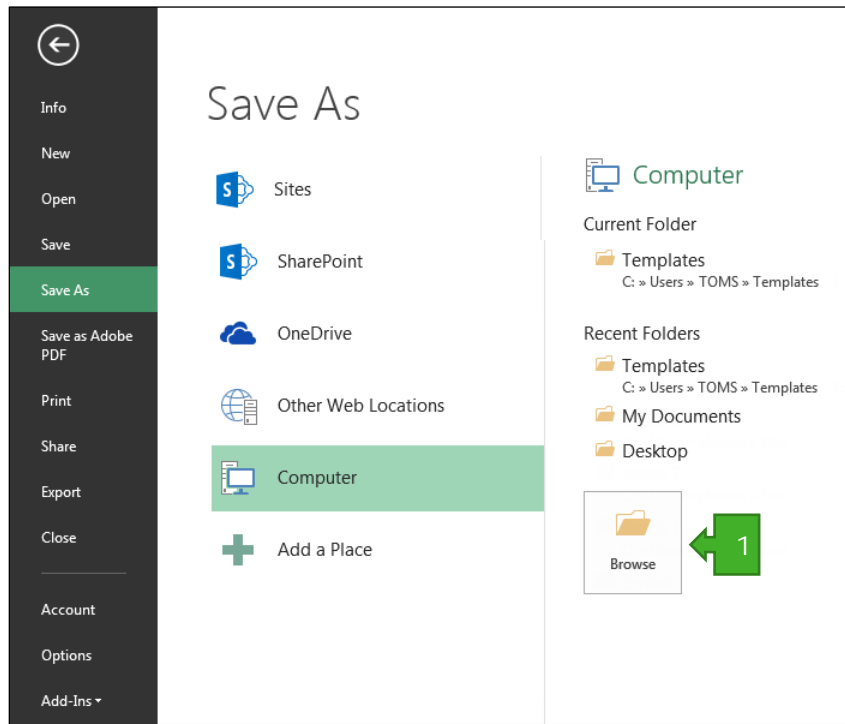 Info
New
Open
Save
Save As
Save as Adobe
PDF
Print
Share
Export
Close
Account
Options
Add-Ins
Save As
Sites
SharePoint
OneDrive
Other Web Locations
Computer
Add a Place
Computer
Current Folder
Templates
C: » Users » TOMS » Templates
Recent Folders
Templates
C: » Users » TOMS » Templates
My Documents
Desktop
Browse
1